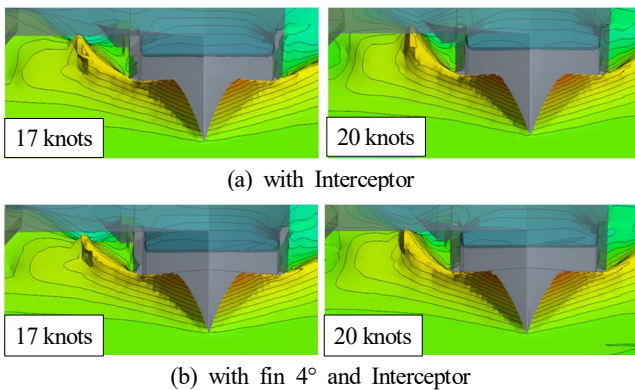 17 knots
20 knots
(a) with Interceptor
17 knots
20 knots
(b) with fin 4° and Interceptor